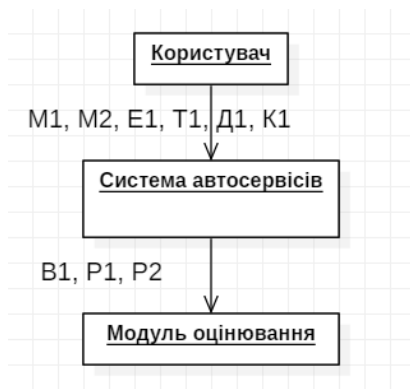 Користувач
М1, М2, Е1, Т1, Д1, К1
Система автосервісів
В1, Р1, Р2
Модуль оцінювання